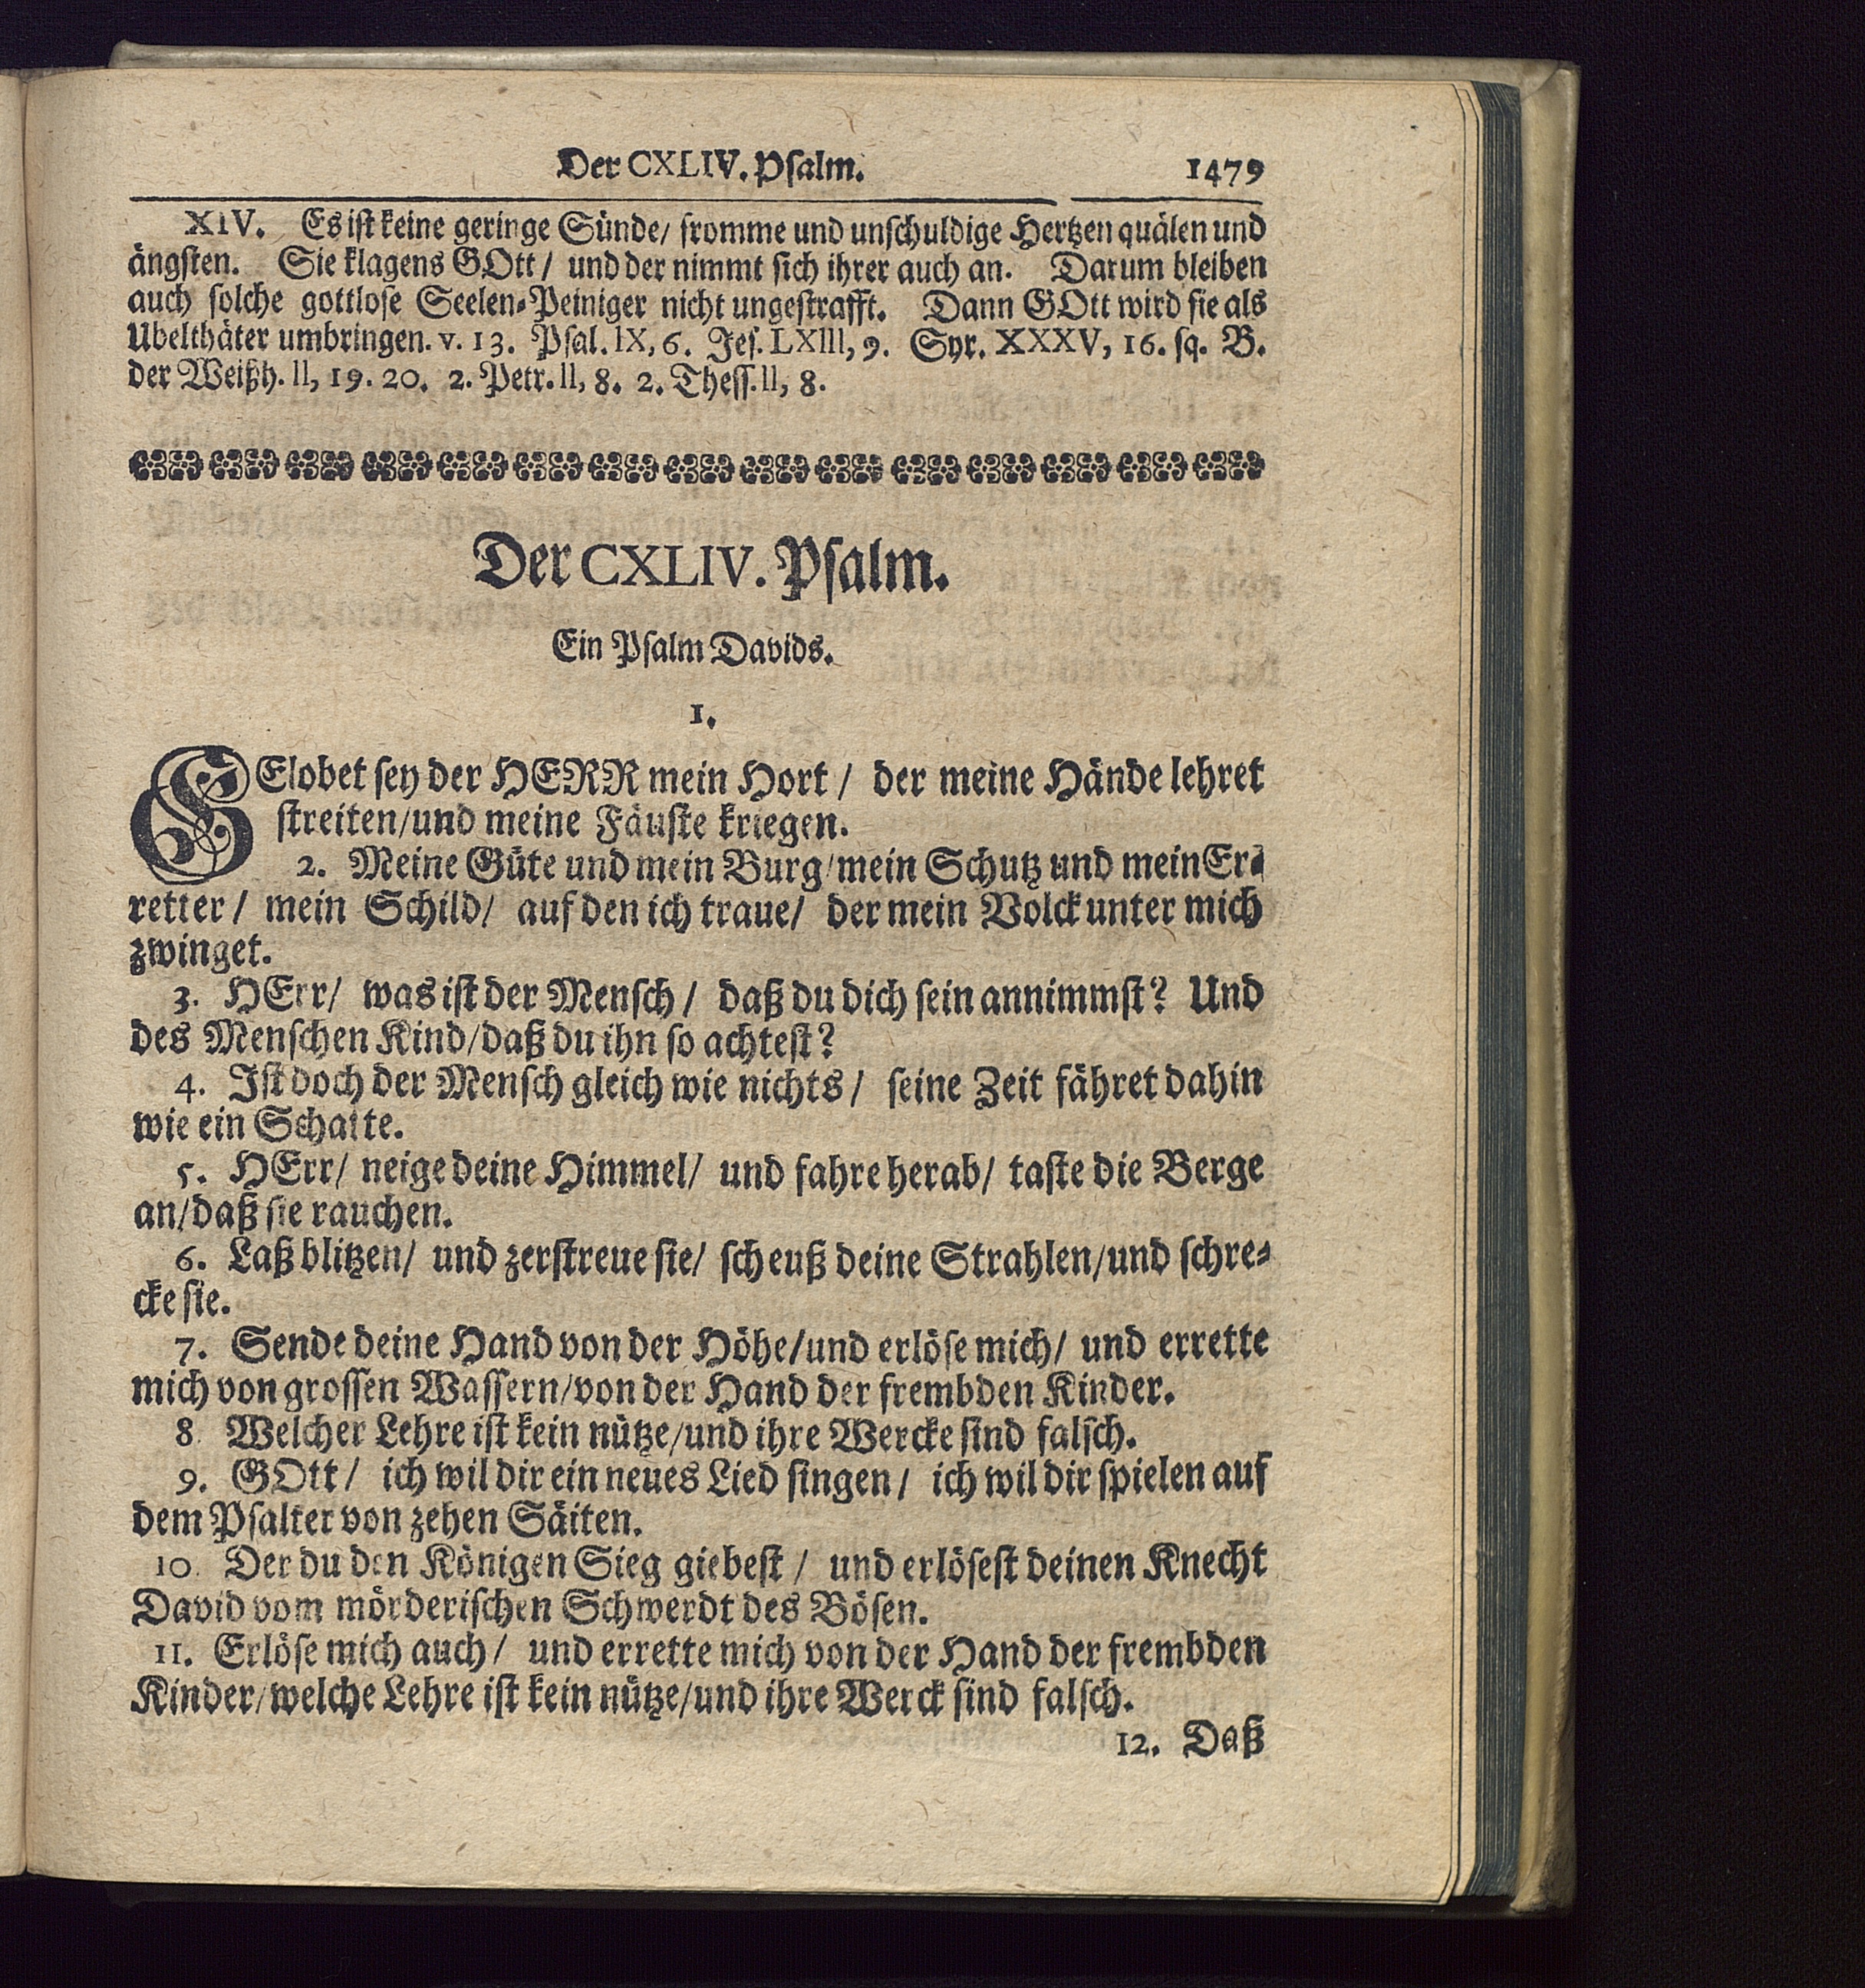 Der CXLIV. Psalm. 1479
XIV. Es ist keine geringe Sünde/ fromme und unschuldige Hertzen quälen und
ängsten. Sie klagens GOtt/ und der nimmt sich ihrer auch an. Darum bleiben
auch solche gottlose Seelen-Peiniger nicht ungestrafft. Dann GOtt wird sie als
Ubelthäter umbringen. v. 13. Psal. IX, 6. Jes. LXIII, 9. Syr. XXXV, 16. sq. B.
der Weißh. II, 19. 20. 2. Petr. II, 8. 2. Thess. II, 8.
Der CXLIV. Psalm.
Ein Psalm Davids.
1.
GElobet sey der HERR mein Hort/ der meine Hände lehret
streiten/und meine Fäuste kriegen.
2. Meine Güte und mein Burg/mein Schutz und mein Er-
retter/ mein Schild/ auf den ich traue/ der mein Volck unter mich
zwinget.
3. HErr/ was ist der Mensch/ daß du dich sein annimmst? Und
des Menschen Kind/daß du ihn so achtest?
4. Ist doch der Mensch gleich wie nichts/ seine Zeit fähret dahin
wie ein Schatte.
5. HErr/ neige deine Himmel/ und fahre herab/ taste die Berge
an/daß sie rauchen.
6. Laß blitzen/ und zerstreue sie/ scheuß deine Strahlen/und schre-
cke sie.
7. Sende deine Hand von der Höhe/und erlöse mich/ und errette
mich von grossen Wassern/von der Hand der frembden Kinder.
8. Welcher Lehre ist kein nütze/und ihre Wercke sind falsch.
9. GOtt/ ich wil dir ein neues Lied singen/ ich wil dir spielen auf
dem Psalter von zehen Säiten.
10. Der du den Königen Sieg giebest/ und erlösest deinen Knecht
David vom mörderischen Schwerdt des Bösen.
11. Erlöse mich auch/ und errette mich von der Hand der frembden
Kinder/welche Lehre ist kein nütze/und ihre Werck sind falsch.
12. Daß